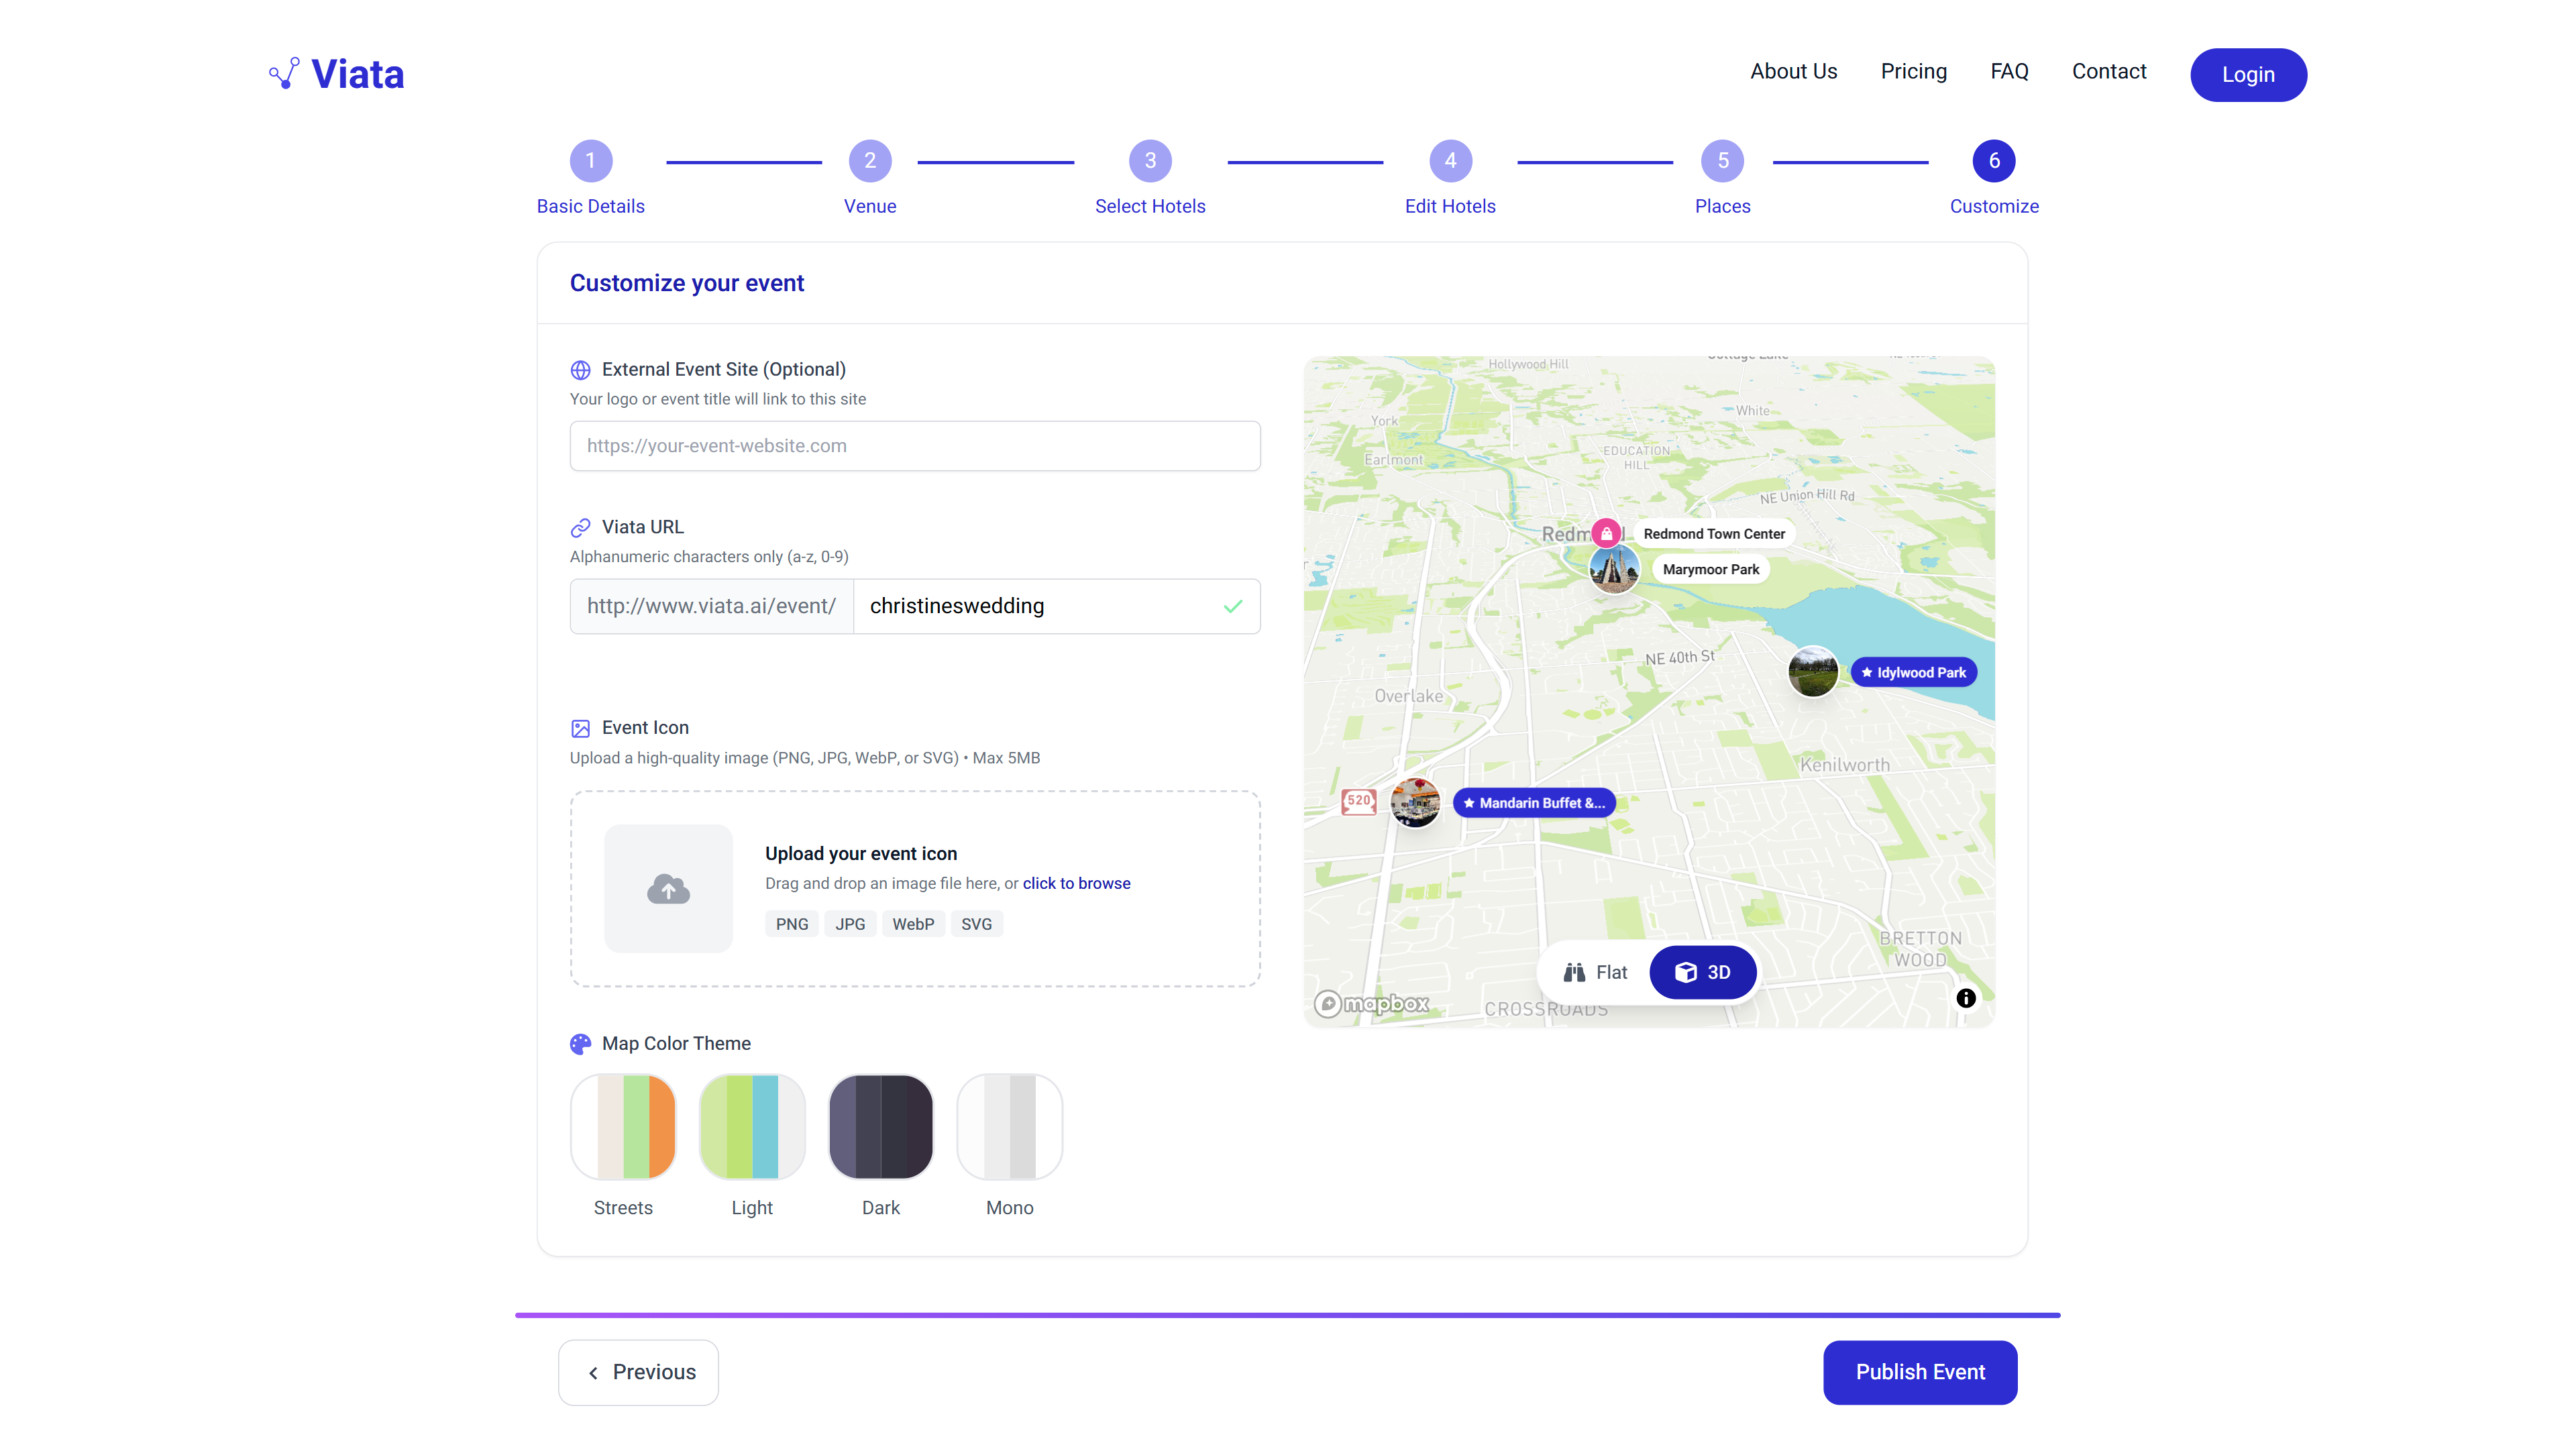 Viata
About Us
Pricing
FAQ
Contact
Login
1
2
3
4
5
6
Basic Details
Venue
Select Hotels
Edit Hotels
Places
Customize
Customize your event
External Event Site (Optional)
Your logo or event title will link to this site
https://your-event-website.com
Viata URL
Alphanumeric characters only (a-z, 0-9)
http://www.viata.ai/event/
christineswedding
Event Icon
Upload a high-quality image (PNG, JPG, WebP, or SVG) • Max 5MB
Upload your event icon
Drag and drop an image file here, or click to browse
PNG
JPG
WebP
SVG
Map Color Theme
Streets
Light
Dark
Mono
Hollywood Hill
Cottage Lake
White
York
Earlmont
EDUCATION
HILL
NE Union Hill Rd
Redmond Town Center
Marymoor Park
NE 40th St
Idylwood Park
Overlake
Kenilworth
520
Mandarin Buffet &...
BRETTON
WOOD
Flat
3D
mapbox
CROSSROADS
Previous
Publish Event